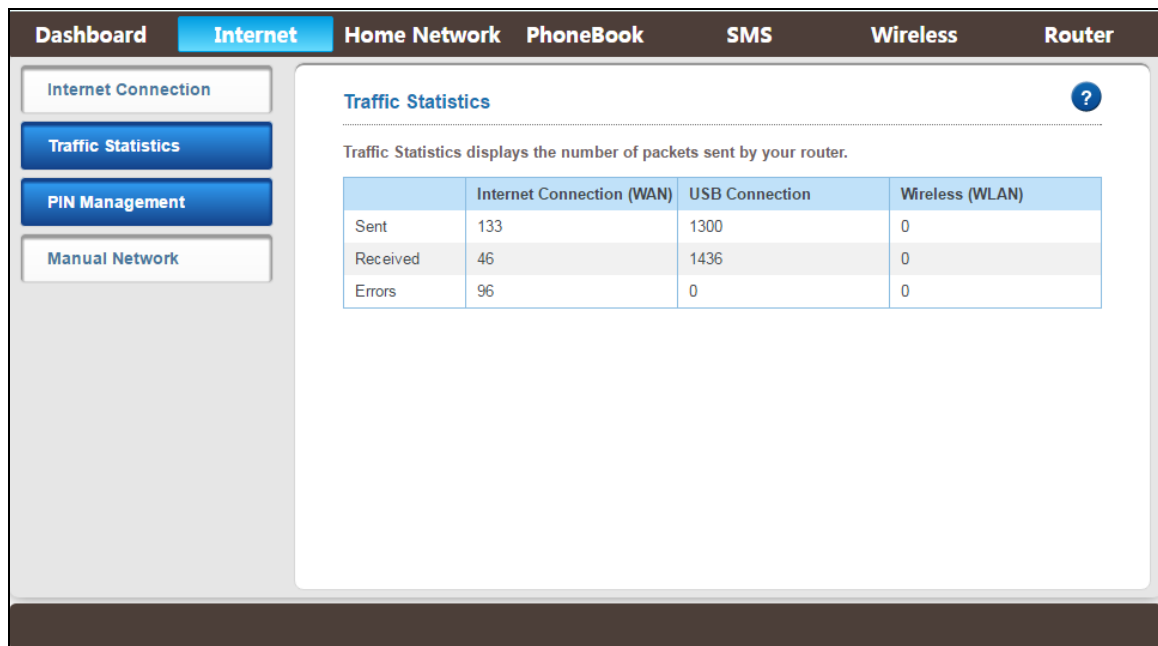 Dashboard Internet Home Network PhoneBook SMS Wireless Router
Internet Connection
Traffic Statistics
PIN Management
Manual Network
Traffic Statistics ?
Traffic Statistics displays the number of packets sent by your router.
Internet Connection (WAN) USB Connection Wireless (WLAN)
Sent 133 1300 0
Received 46 1436 0
Errors 96 0 0